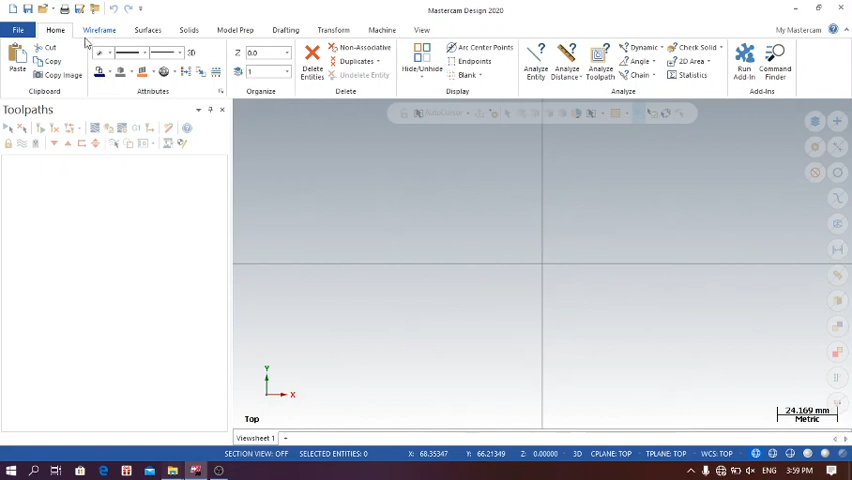 Mastercam Design 2020
File Home Wireframe Surfaces Solids Model Prep Drafting Transform Machine View My Mastercam
Paste Cut Copy Copy Image
3D
Z 0.0
1
Delete Entities Non-Associative Duplicates Undelete Entity
Hide/Unhide Arc Center Points Endpoints Blank
Analyze Entity Analyze Distance Analyze Toolpath Dynamic Angle Chain Check Solid 2D Area Statistics
Run Add-In Command Finder
Clipboard Attributes Organize Delete Display Analyze Add-Ins
Toolpaths
AutoCursor
Y
X
Top
24.169 mm
Metric
Viewsheet 1
SECTION VIEW: OFF SELECTED ENTITIES: 0 X: 68.35347 Y: 66.21349 Z: 0.00000 3D CPLANE: TOP TPLANE: TOP WCS: TOP
ENG 3:59 PM